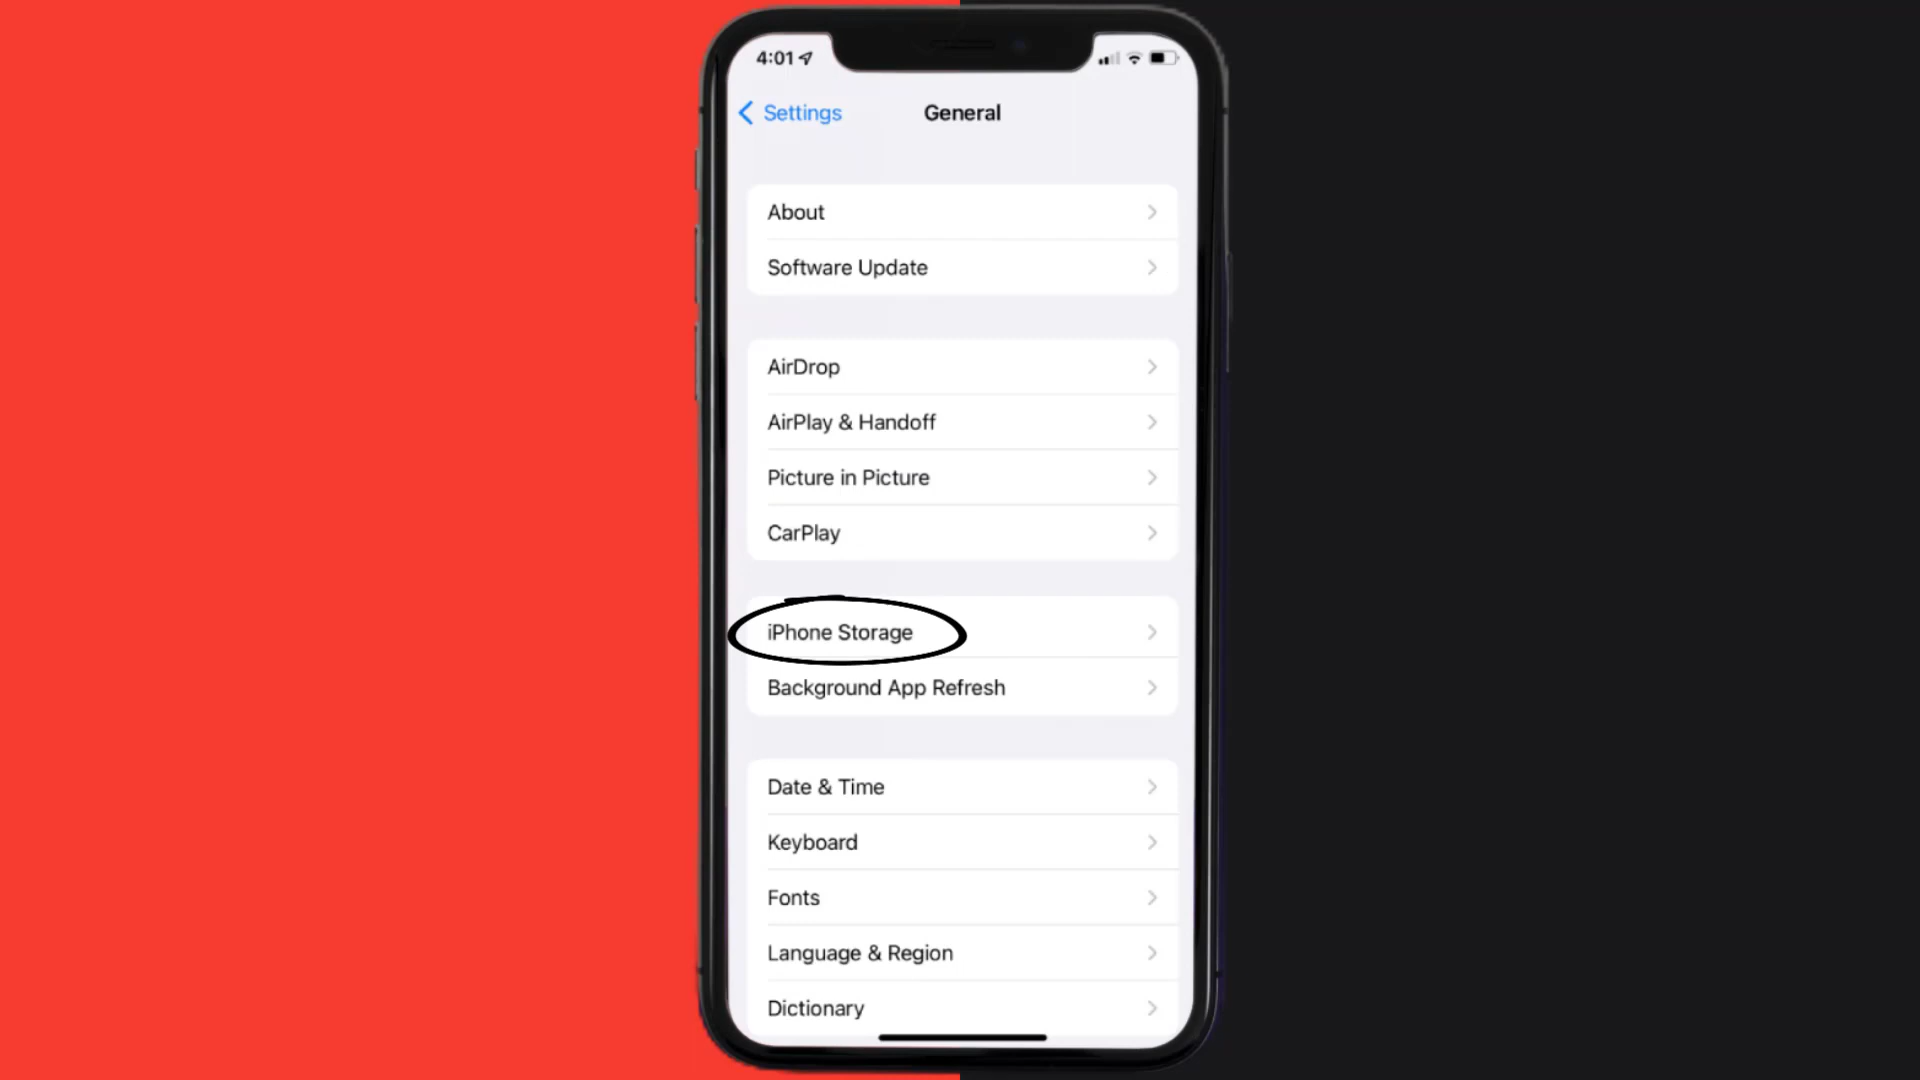 4:01
Settings
General
About
Software Update
AirDrop
AirPlay & Handoff
Picture in Picture
CarPlay
iPhone Storage
Background App Refresh
Date & Time
Keyboard
Fonts
Language & Region
Dictionary